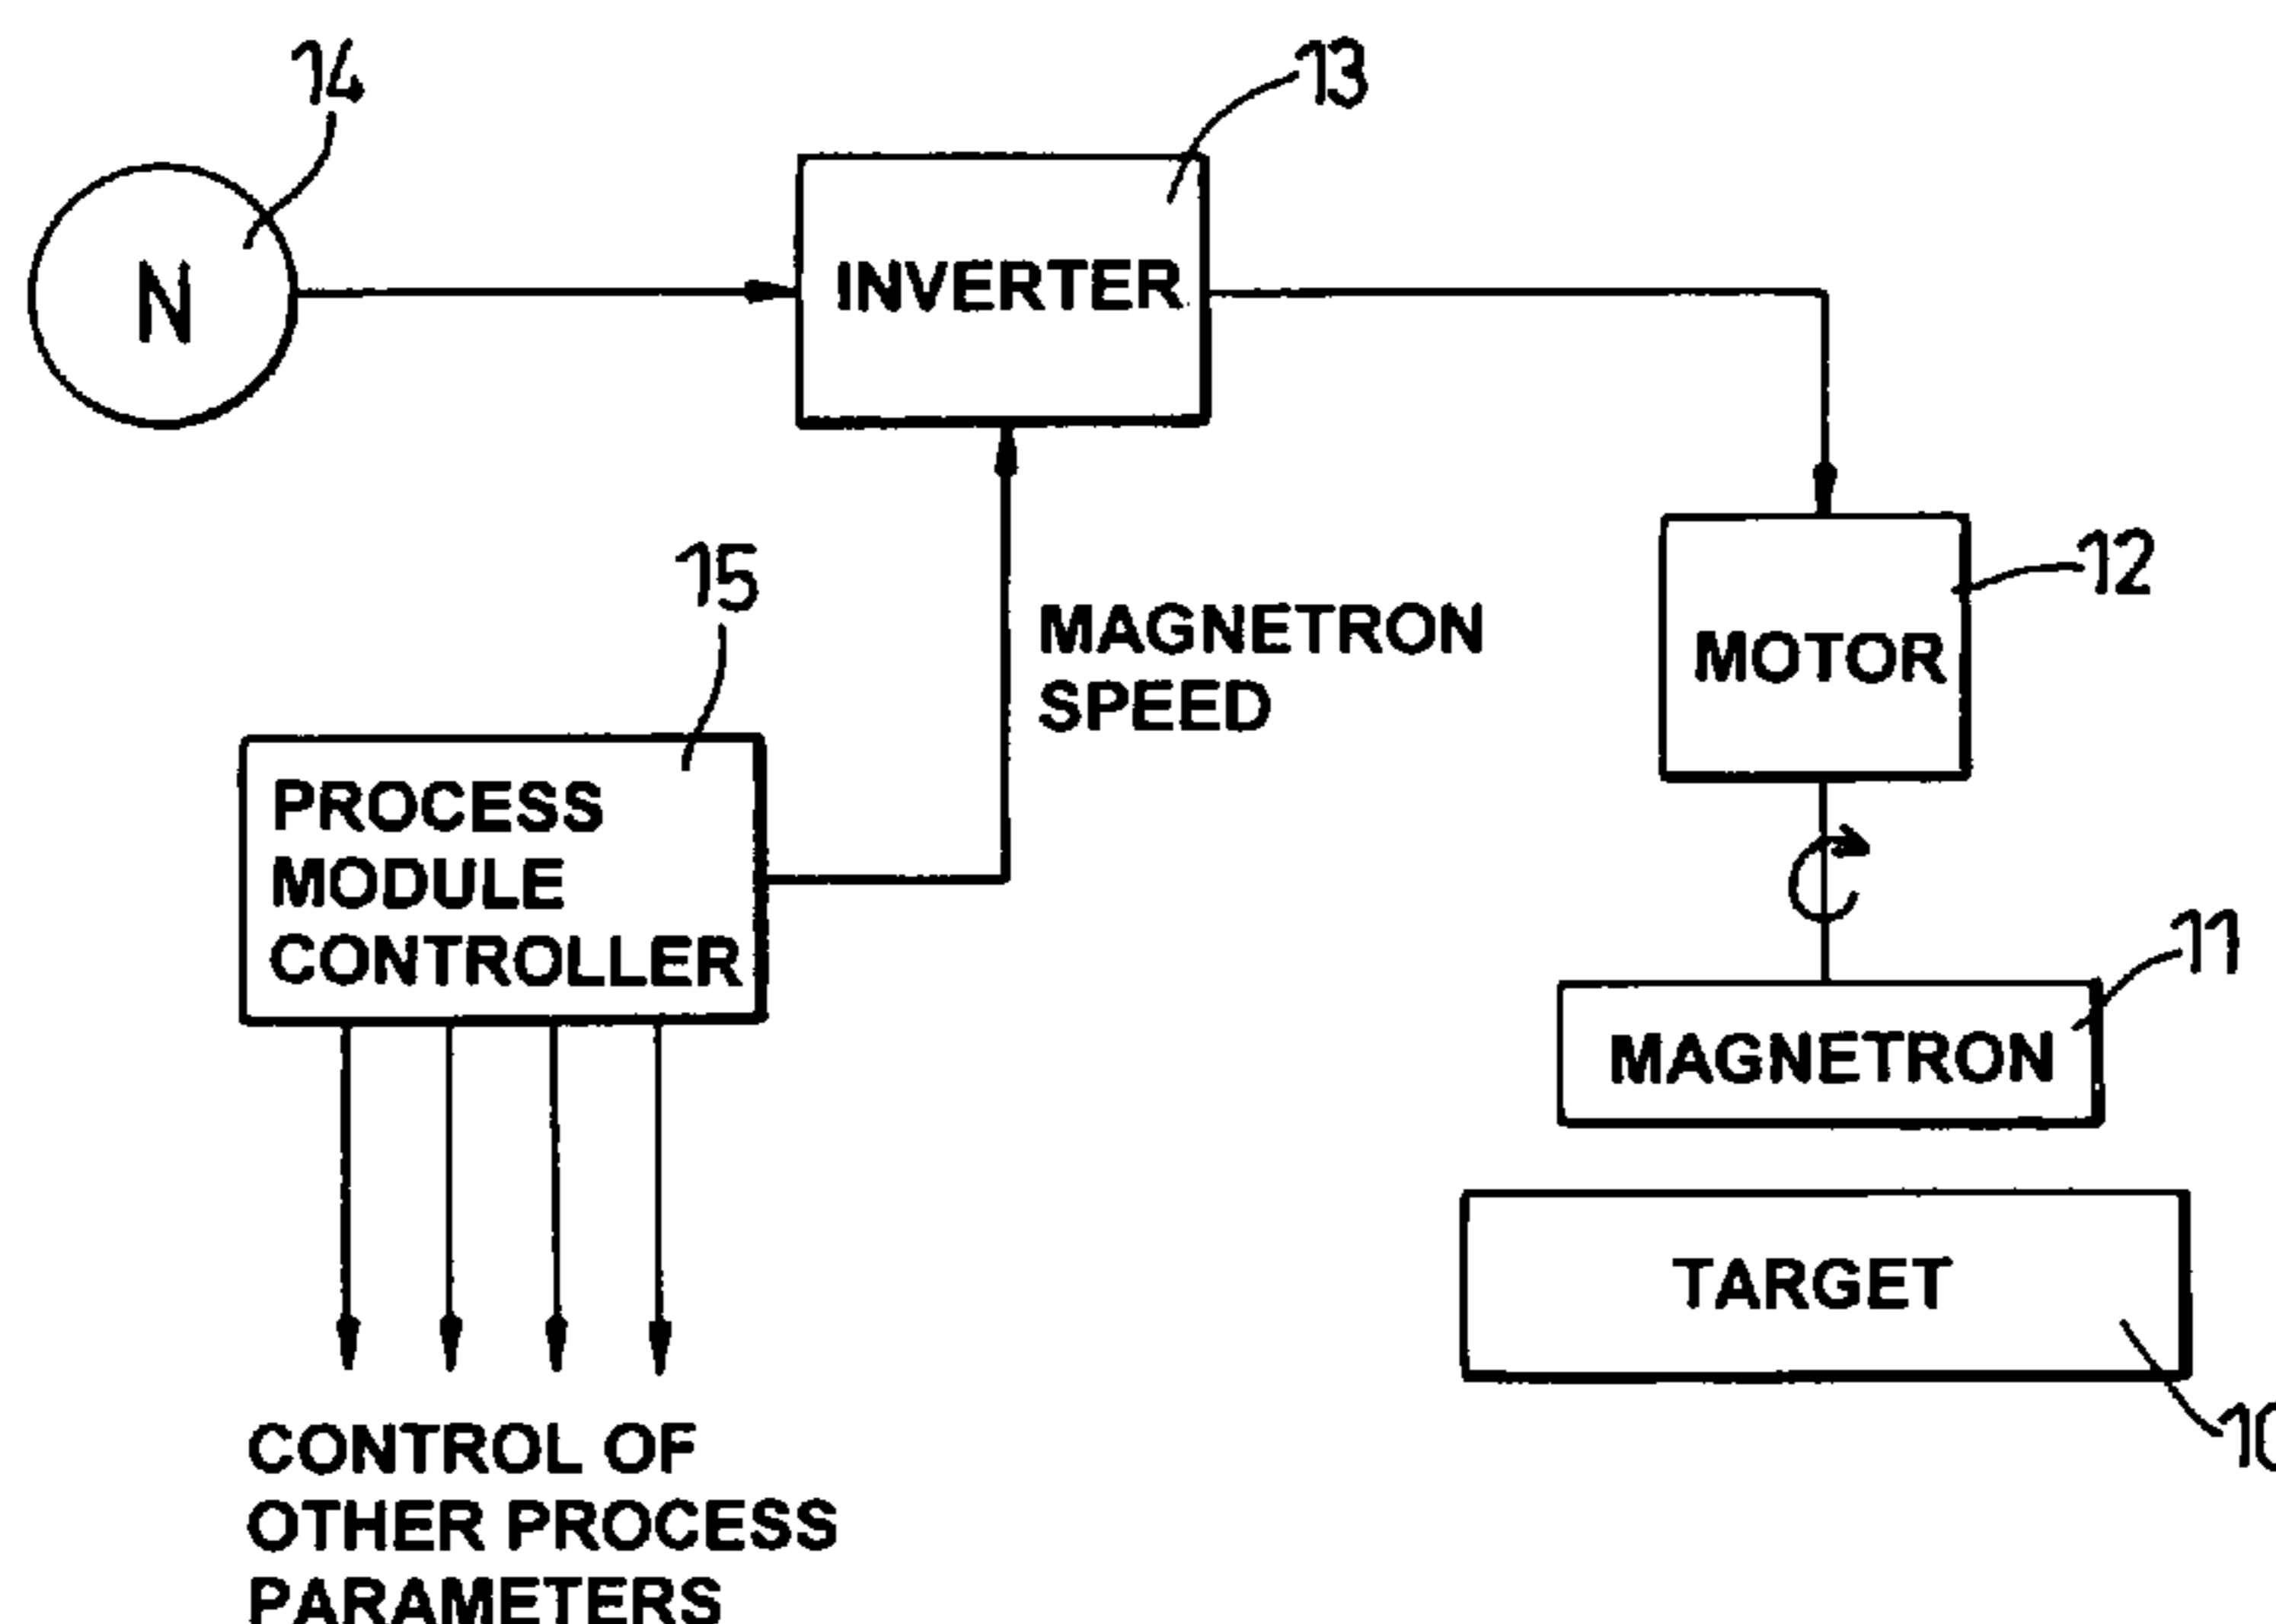 14
13
N
INVERTER
12
15
MAGNETRON
SPEED
MOTOR
PROCESS
MODULE
CONTROLLER
11
MAGNETRON
TARGET
10
CONTROL OF
OTHER PROCESS
PARAMETERS